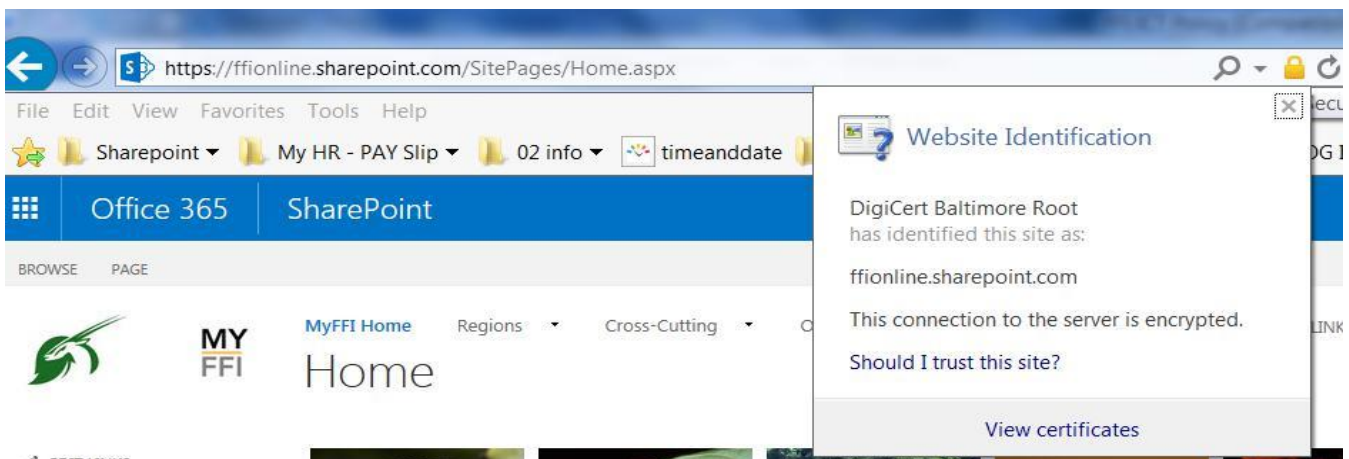 https://ffionline.sharepoint.com/SitePages/Home.aspx
File Edit View Favorites Tools Help
Sharepoint My HR - PAY Slip 02 info timeanddate
Office 365 SharePoint
BROWSE PAGE
MY
FFI
MyFFI Home Regions Cross-Cutting
Home
Website Identification
DigiCert Baltimore Root
has identified this site as:
ffionline.sharepoint.com
This connection to the server is encrypted.
Should I trust this site?
View certificates